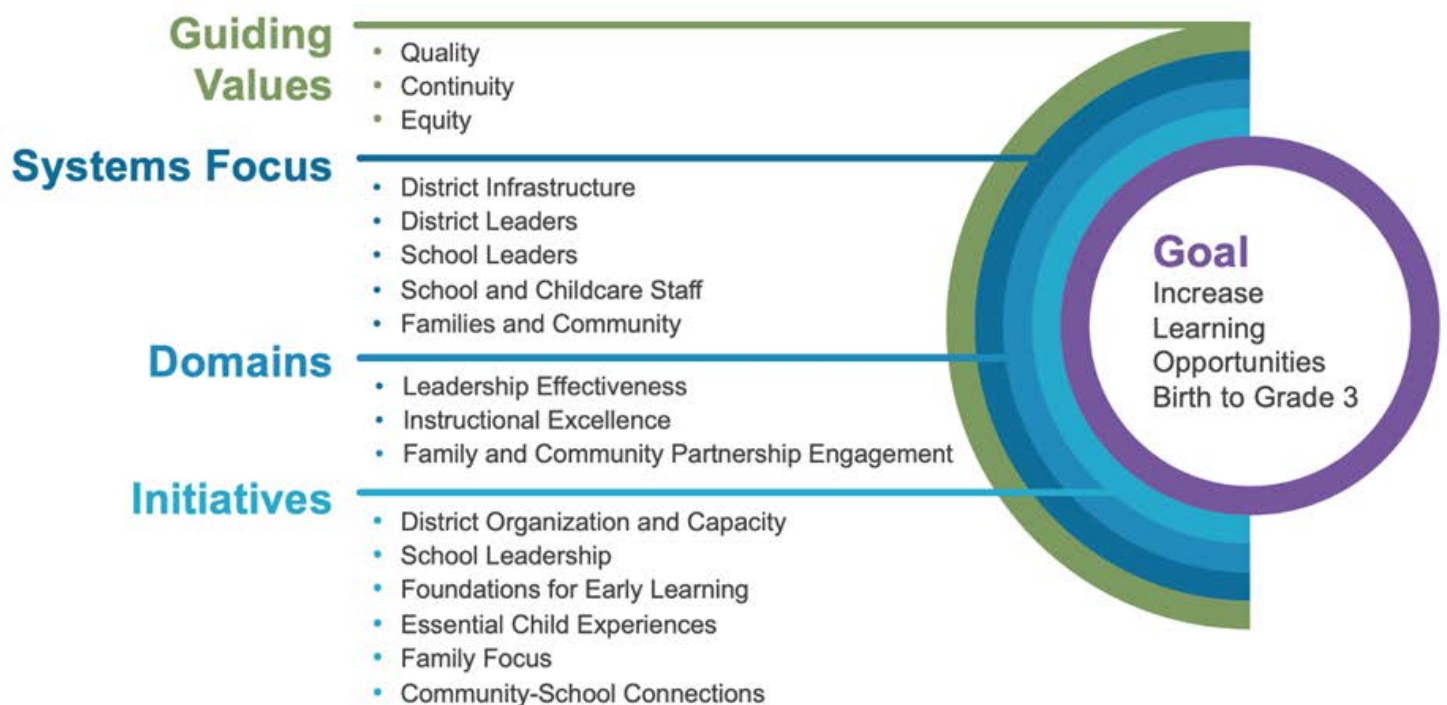 Guiding
Values
• Quality
• Continuity
• Equity
Systems Focus
• District Infrastructure
• District Leaders
• School Leaders
• School and Childcare Staff
• Families and Community
Domains
• Leadership Effectiveness
• Instructional Excellence
• Family and Community Partnership Engagement
Initiatives
• District Organization and Capacity
• School Leadership
• Foundations for Early Learning
• Essential Child Experiences
• Family Focus
• Community-School Connections
Goal
Increase
Learning
Opportunities
Birth to Grade 3